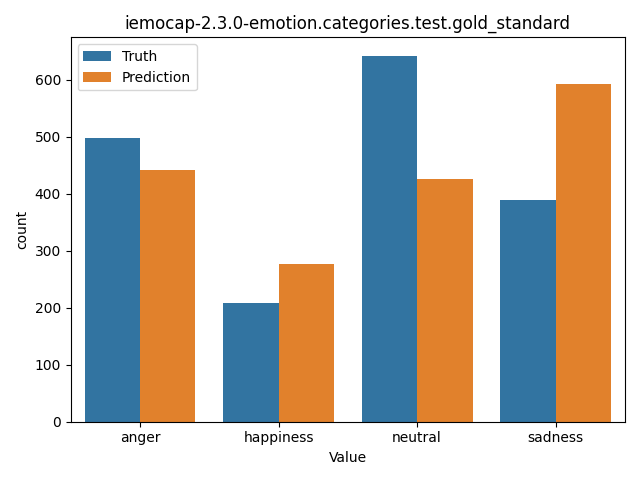 iemocap-2.3.0-emotion.categories.test.gold_standard
Truth
Prediction
600
500
400
300
200
100
0
count
anger happiness neutral sadness
Value